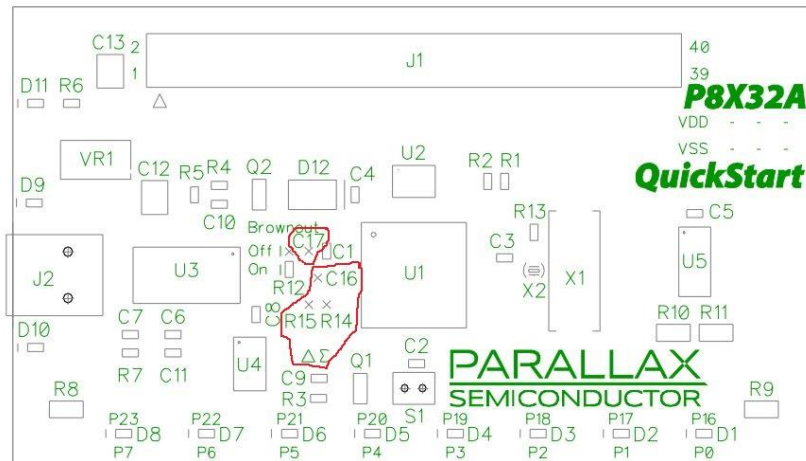 C13
2
1
J1
40
39
D11
R6
P8X32A
VDD - - -
VSS - - -
QuickStart
VR1
C12
R5
R4
C10
Q2
D12
C4
U2
R2
R1
D9
Brownout
Off
On
C17
C1
C16
R12
R15
R14
R13
C3
C5
J2
U3
C8
U1
X2
X1
U5
R10
R11
D10
C7
C6
R7
C11
U4
Δ Σ
C9
R3
Q1
C2
S1
PARALLAX
SEMICONDUCTOR
R8
R9
P23
P22
P21
P20
P19
P18
P17
P16
D8
D7
D6
D5
D4
D3
D2
D1
P7
P6
P5
P4
P3
P2
P1
P0